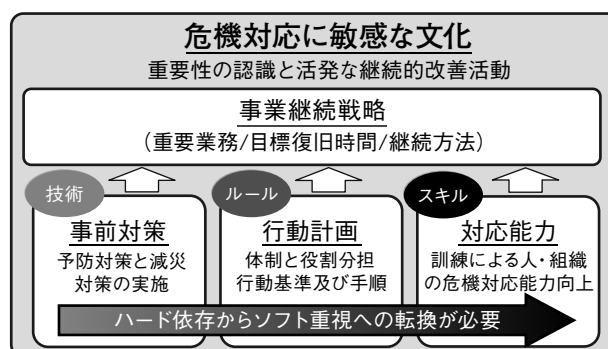 危機対応に敏感な文化
重要性の認識と活発な継続的改善活動
事業継続戦略
（重要業務/目標復旧時間/継続方法）
技術
事前対策
予防対策と減災
対策の実施
ルール
行動計画
体制と役割分担
行動基準及び手順
スキル
対応能力
訓練による人・組織
の危機対応能力向上
ハード依存からソフト重視への転換が必要